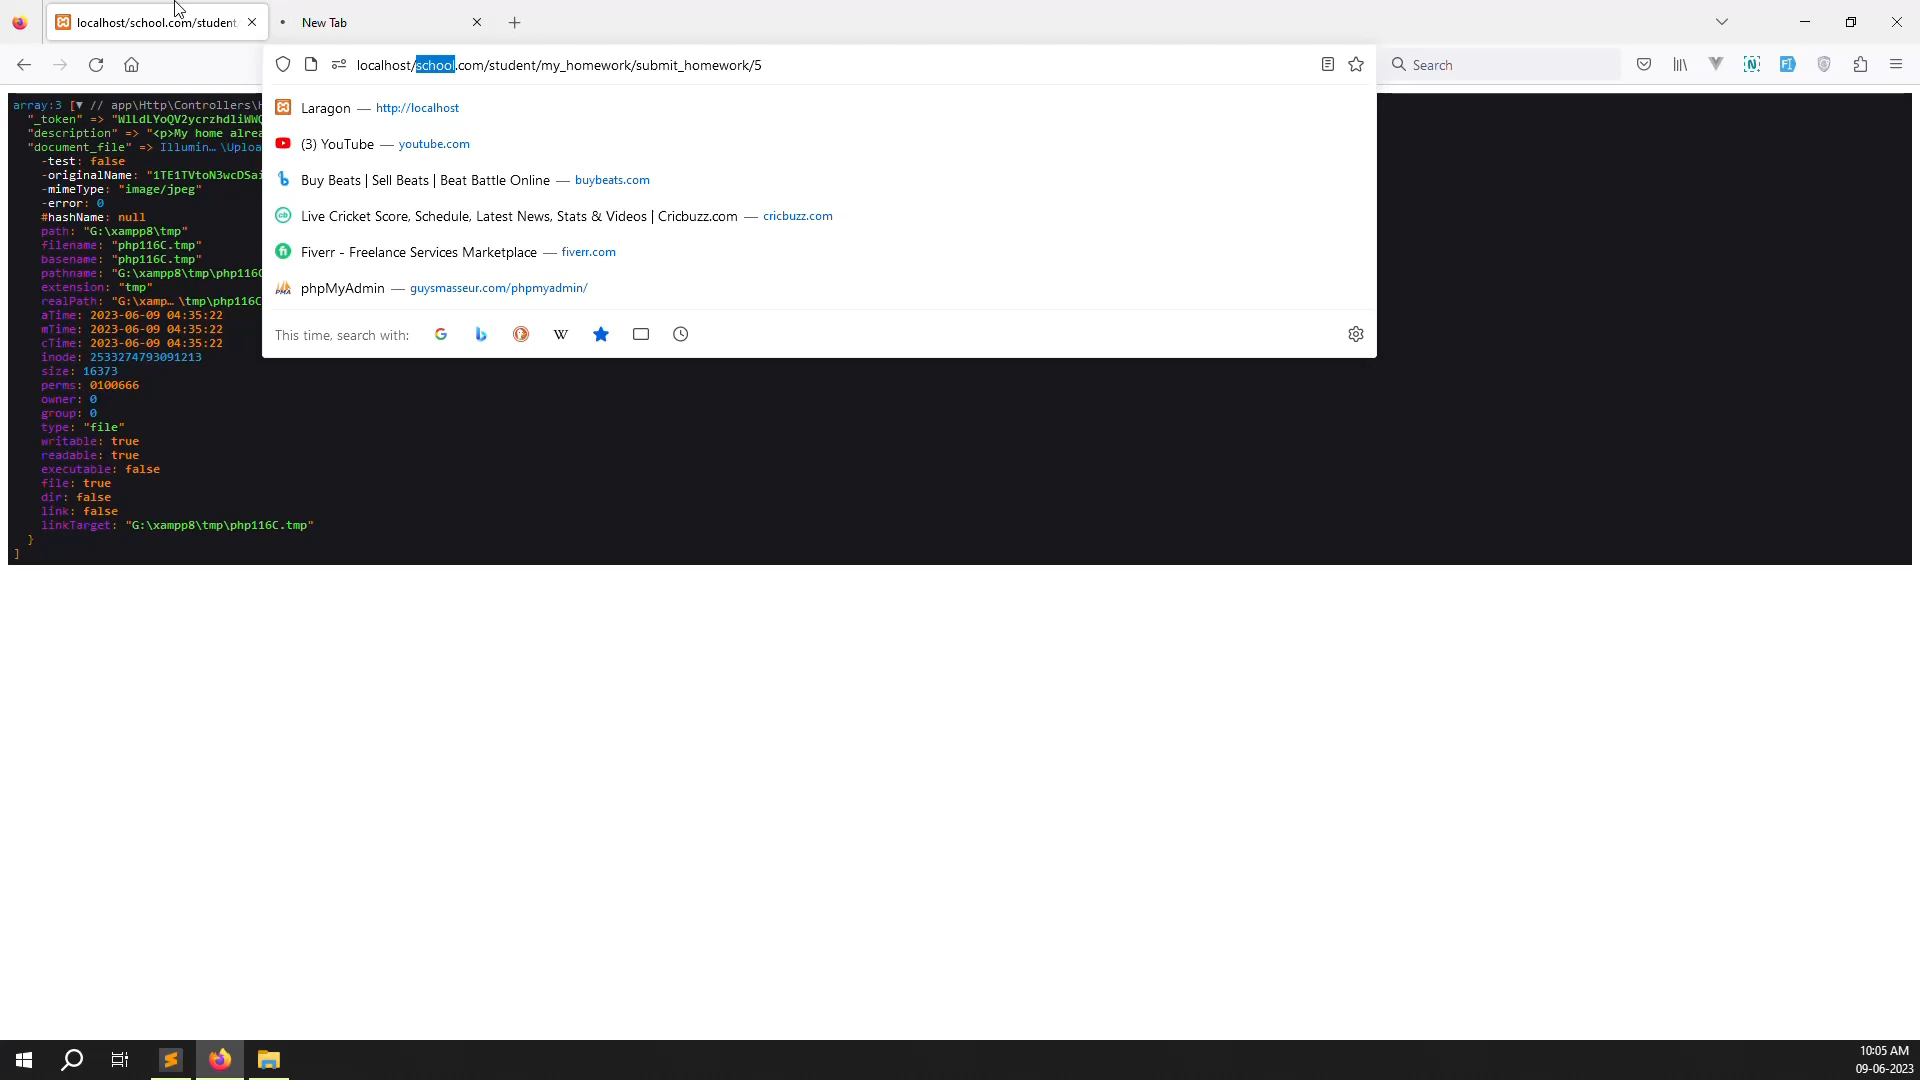 localhost/school.com/student
New Tab
localhost/school.com/student/my_homework/submit_homework/5
Search
array:3 [▼ // app\Http\Controllers\H
"_token" => "WlLdLYoQV2ycrzhdliWWQ
"description" => "<p>My home alrea
"document_file" => Illumin…\Uploa
-test: false
-originalName: "1TE1TVtoN3wcDSai
-mimeType: "image/jpeg"
-error: 0
#hashName: null
path: "G:\xampp8\tmp"
filename: "php116C.tmp"
basename: "php116C.tmp"
pathname: "G:\xampp8\tmp\php116C
extension: "tmp"
realPath: "G:\xamp…\tmp\php116C
aTime: 2023-06-09 04:35:22
mTime: 2023-06-09 04:35:22
cTime: 2023-06-09 04:35:22
inode: 2533274793091213
size: 16373
perms: 0100666
owner: 0
group: 0
type: "file"
writable: true
readable: true
executable: false
file: true
dir: false
link: false
linkTarget: "G:\xampp8\tmp\php116C.tmp"
}
]
Laragon — http://localhost
(3) YouTube — youtube.com
Buy Beats | Sell Beats | Beat Battle Online — buybeats.com
Live Cricket Score, Schedule, Latest News, Stats & Videos | Cricbuzz.com — cricbuzz.com
Fiverr - Freelance Services Marketplace — fiverr.com
phpMyAdmin — guysmasseur.com/phpmyadmin/
This time, search with:
10:05 AM
09-06-2023